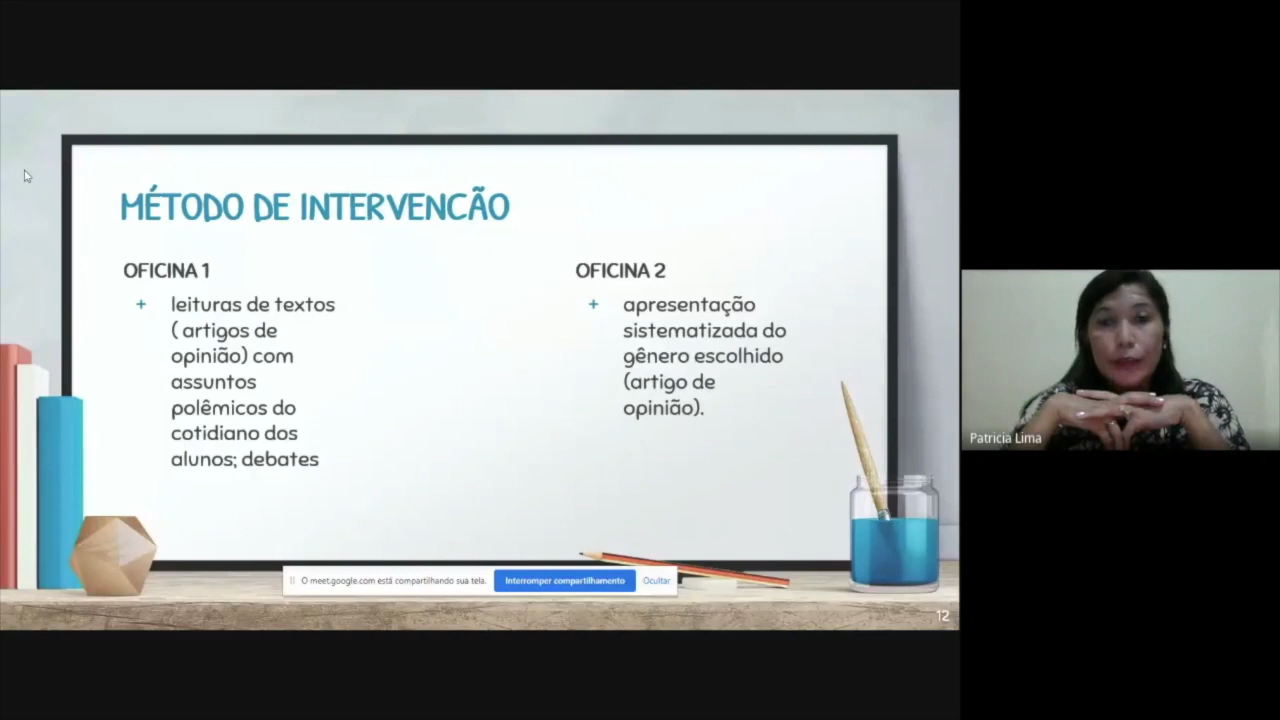 MÉTODO DE INTERVENCÃO
OFICINA 1
+ leituras de textos
( artigos de
opinião) com
assuntos
polêmicos do
cotidiano dos
alunos; debates
OFICINA 2
+ apresentação
sistematizada do
gênero escolhido
(artigo de
opinião).
Patricia Lima
O meet.google.com está compartilhando sua tela. Interromper compartilhamento Ocultar
12